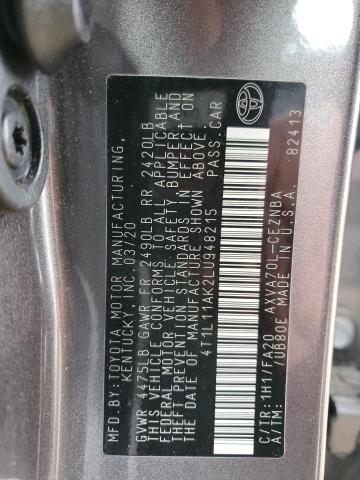 MFD.BY:TOYOTA MOTOR MANUFACTURING,
KENTUCKY, INC. 03/20
GVWR 4475LB GAWR FR 2490LB RR 2420LB
THIS VEHICLE CONFORMS TO ALL APPLICABLE
FEDERAL MOTOR VEHICLE SAFETY, BUMPER, AND
THEFT PREVENTION STANDARDS IN EFFECT ON
THE DATE OF MANUFACTURE SHOWN ABOVE.
4T1L11AK2LU948215 PASS.CAR
C/TR:1H1/FA20 AXVA70L-CEZNBA
A/TM: /UB80E MADE IN U.S.A.
82413